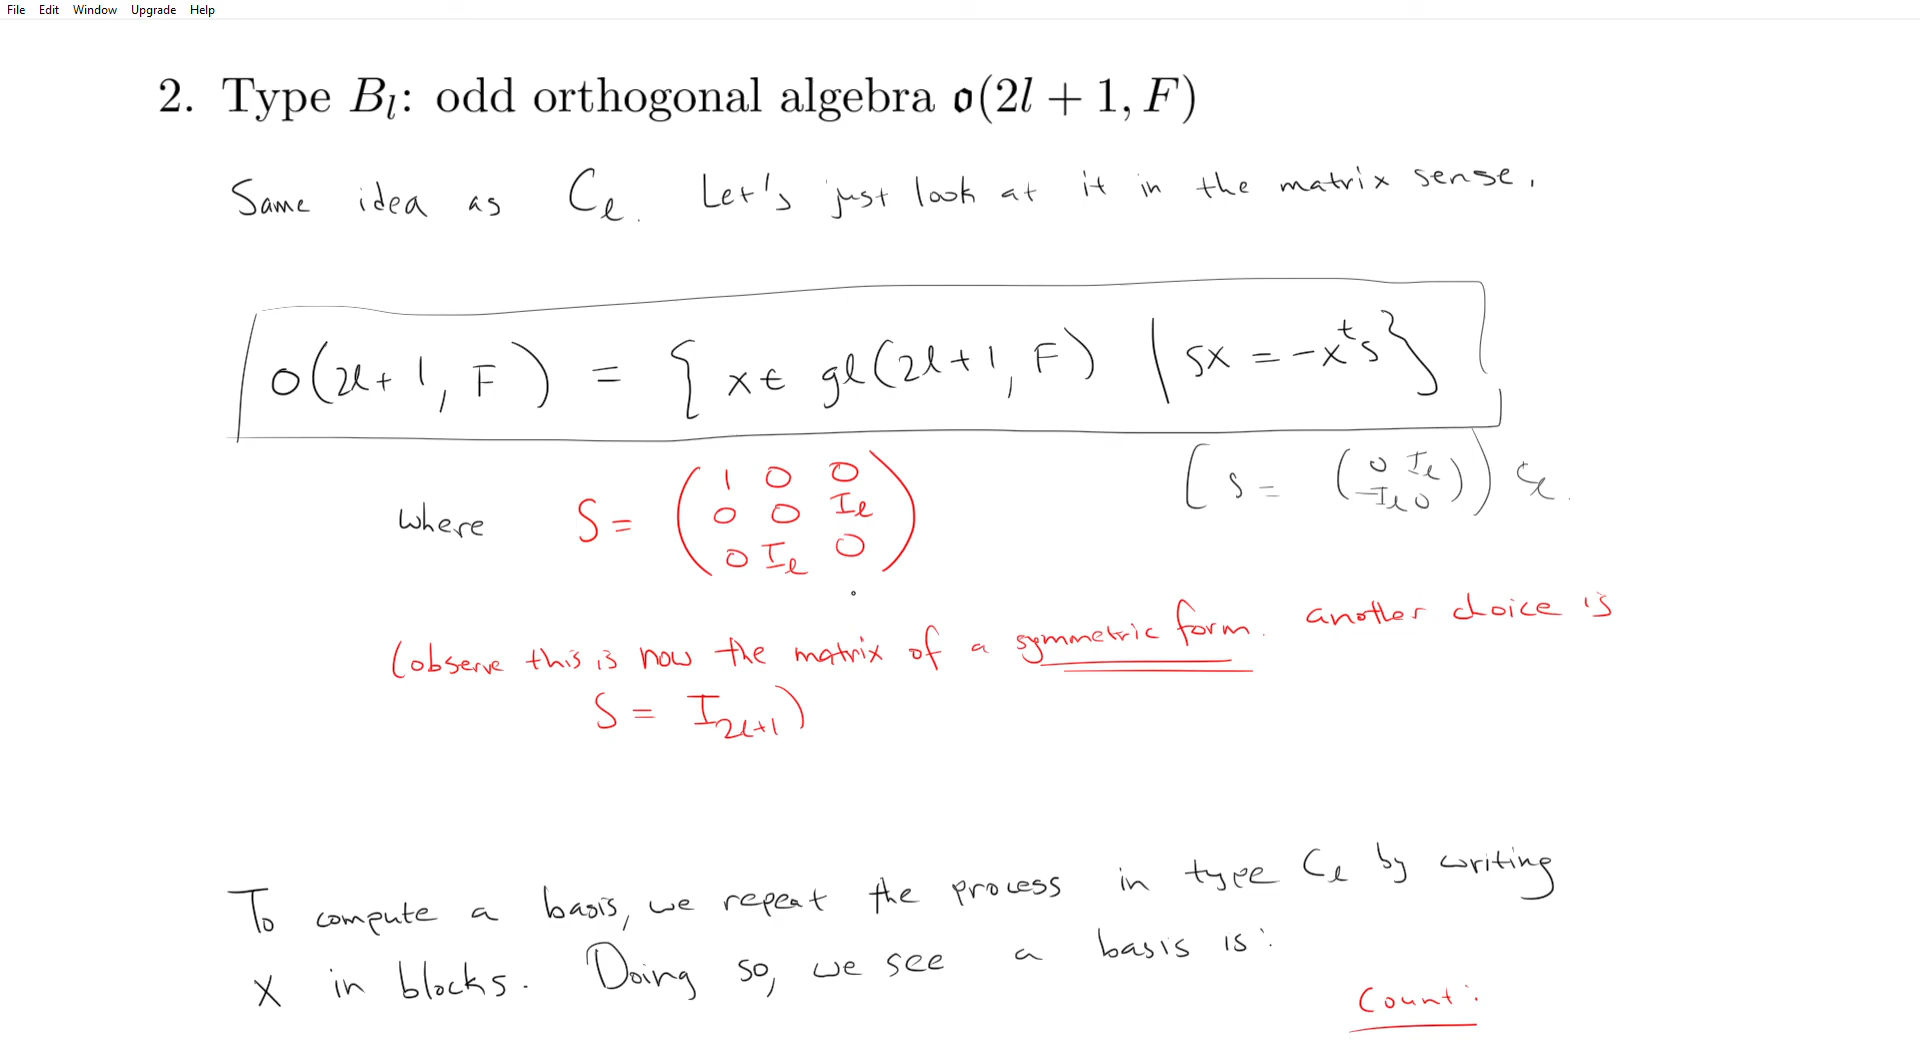 File Edit Window Upgrade Help
2. Type B_l: odd orthogonal algebra 𝔬(2l + 1, F)
Same idea as C_ℓ. Let's just look at it in the matrix sense.
o(2ℓ+1, F) = { x ∈ gl(2ℓ+1, F) | sx = -x^t s }
where S = ( 1 0 0 ( s = ( 0 I_ℓ
0 0 I_ℓ -I_ℓ 0 ) ) C_ℓ.
0 I_ℓ 0 )
(observe this is now the matrix of a symmetric form. another choice is
S = I_{2ℓ+1})
To compute a basis, we repeat the process in type C_ℓ by writing
X in blocks. Doing so, we see a basis is:
Count: